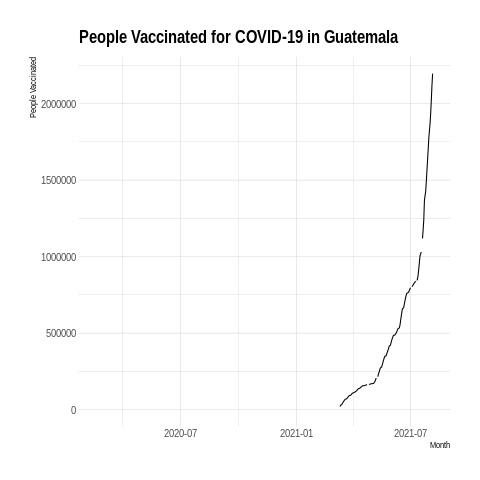 People Vaccinated for COVID-19 in Guatemala
People Vaccinated
2000000
1500000
1000000
500000
0
2020-07
2021-01
2021-07
Month